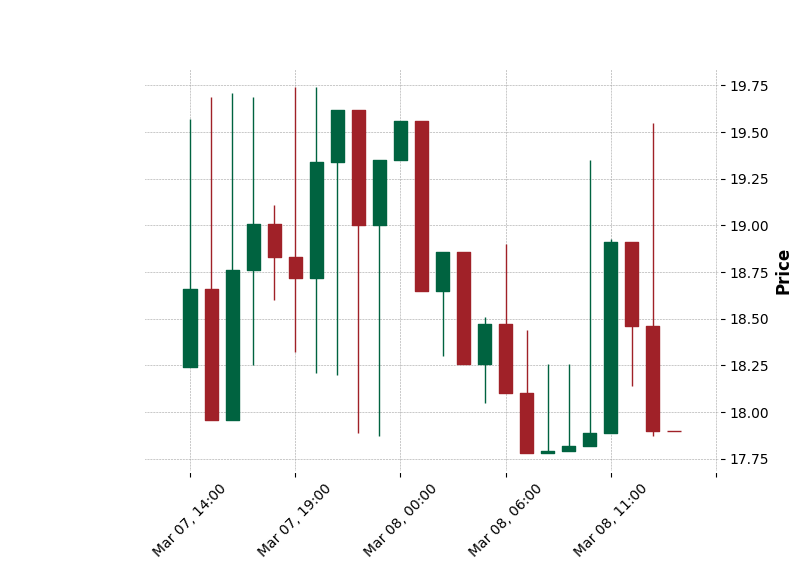 19.75
19.50
19.25
19.00
18.75
18.50
18.25
18.00
17.75
Price
Mar 07, 14:00
Mar 07, 19:00
Mar 08, 00:00
Mar 08, 06:00
Mar 08, 11:00